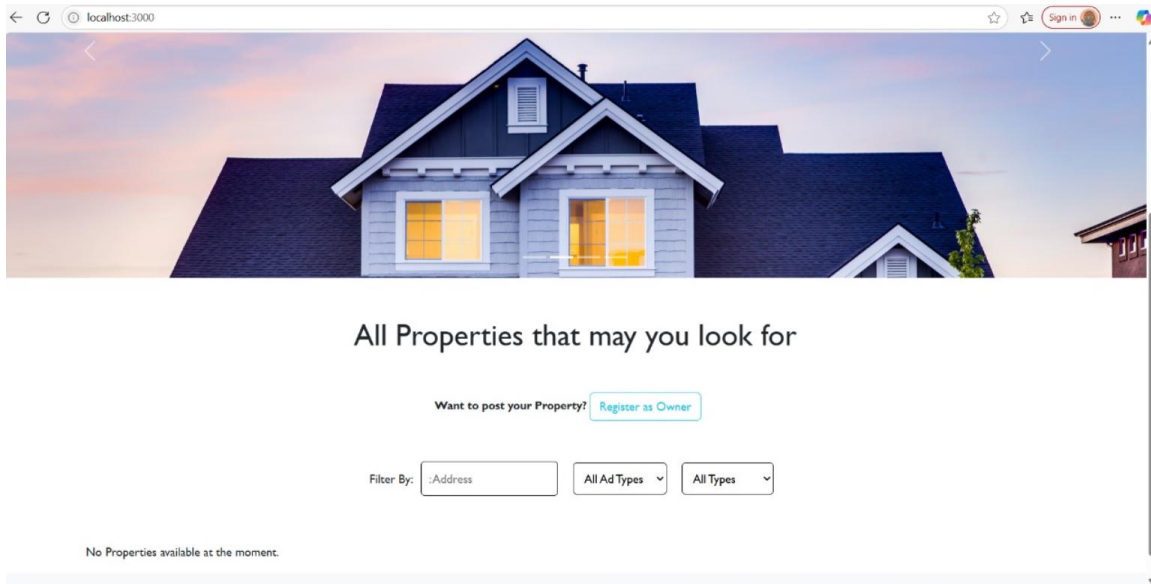 localhost:3000
Sign in
All Properties that may you look for
Want to post your Property? Register as Owner
Filter By: :Address All Ad Types All Types
No Properties available at the moment.